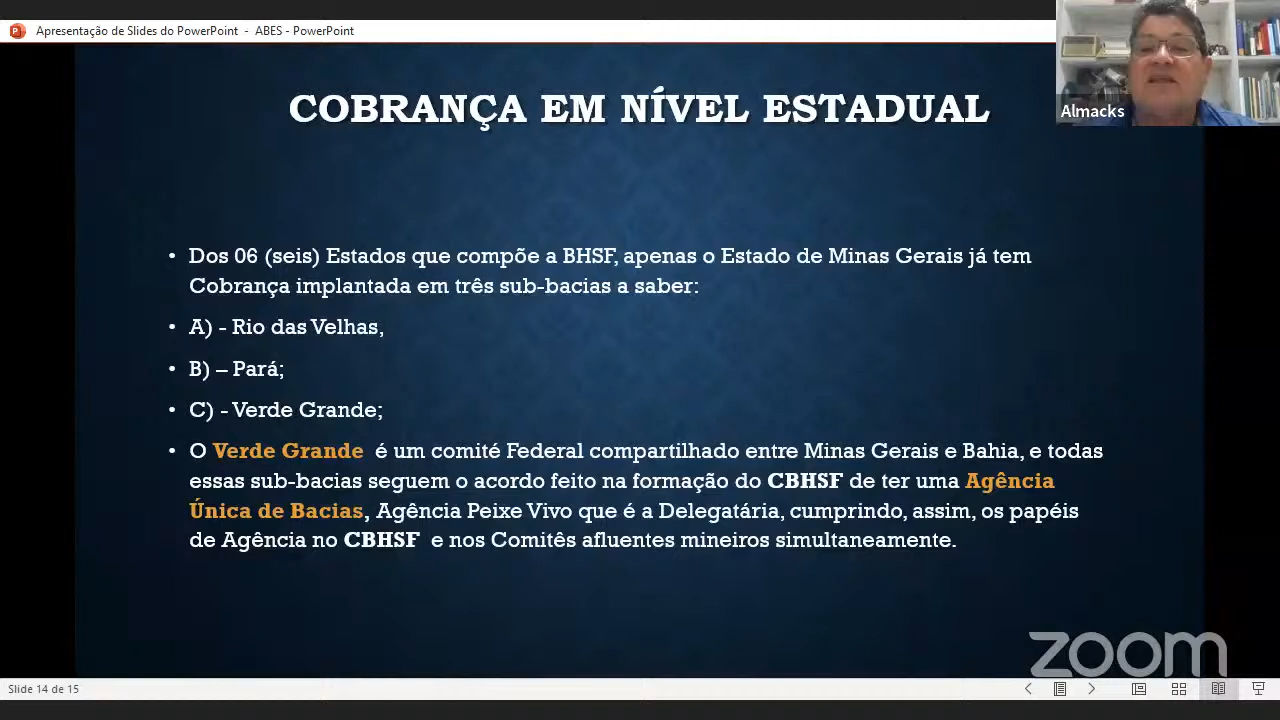 Apresentação de Slides do PowerPoint - ABES - PowerPoint
Almacks
COBRANÇA EM NÍVEL ESTADUAL
• Dos 06 (seis) Estados que compõe a BHSF, apenas o Estado de Minas Gerais já tem
Cobrança implantada em três sub-bacias a saber:
• A) - Rio das Velhas,
• B) – Pará;
• C) - Verde Grande;
• O Verde Grande é um comité Federal compartilhado entre Minas Gerais e Bahia, e todas
essas sub-bacias seguem o acordo feito na formação do CBHSF de ter uma Agência
Única de Bacias, Agência Peixe Vivo que é a Delegatária, cumprindo, assim, os papéis
de Agência no CBHSF e nos Comitês afluentes mineiros simultaneamente.
zoom
Slide 14 de 15